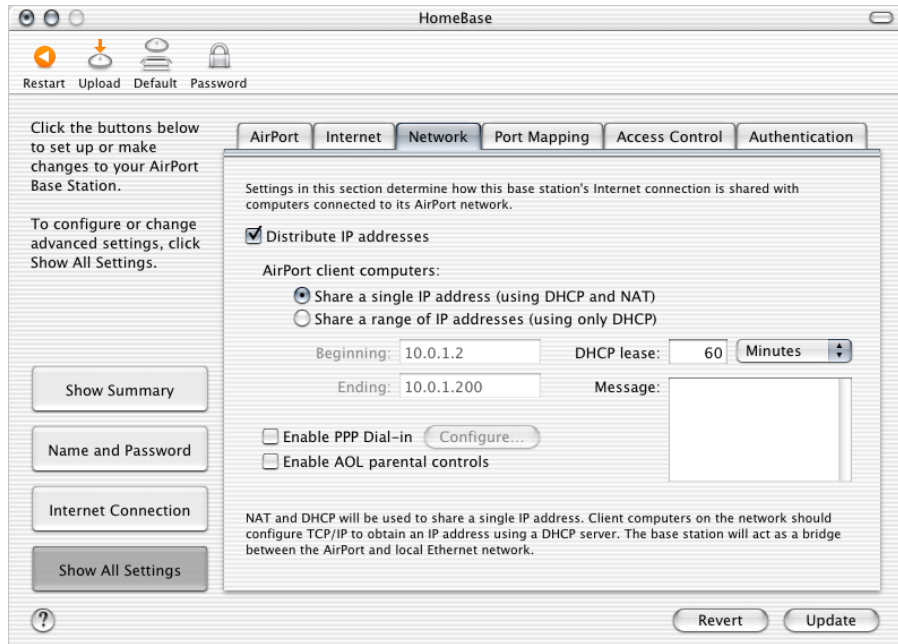 HomeBase
Restart Upload Default Password
Click the buttons below
to set up or make
changes to your AirPort
Base Station.
To configure or change
advanced settings, click
Show All Settings.
Show Summary
Name and Password
Internet Connection
Show All Settings
AirPort Internet Network Port Mapping Access Control Authentication
Settings in this section determine how this base station's Internet connection is shared with
computers connected to its AirPort network.
Distribute IP addresses
AirPort client computers:
Share a single IP address (using DHCP and NAT)
Share a range of IP addresses (using only DHCP)
Beginning: 10.0.1.2 DHCP lease: 60 Minutes
Ending: 10.0.1.200 Message:
Enable PPP Dial-in Configure...
Enable AOL parental controls
NAT and DHCP will be used to share a single IP address. Client computers on the network should
configure TCP/IP to obtain an IP address using a DHCP server. The base station will act as a bridge
between the AirPort and local Ethernet network.
? Revert Update